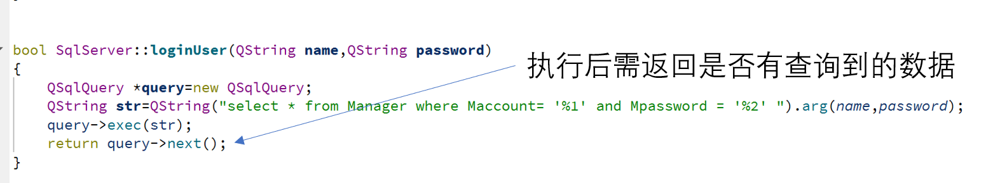 bool SqlServer::loginUser(QString name,QString password)
{
执行后需返回是否有查询到的数据
QSqlQuery *query=new QSqlQuery;
QString str=QString("select * from Manager where Maccount= '%1' and Mpassword = '%2' ").arg(name,password);
query->exec(str);
return query->next();
}